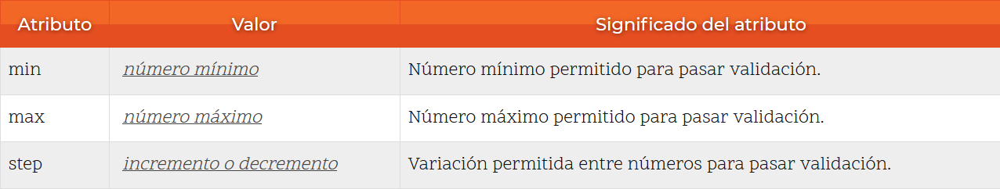 Atributo Valor Significado del atributo
min número mínimo Número mínimo permitido para pasar validación.
max número máximo Número máximo permitido para pasar validación.
step incremento o decremento Variación permitida entre números para pasar validación.